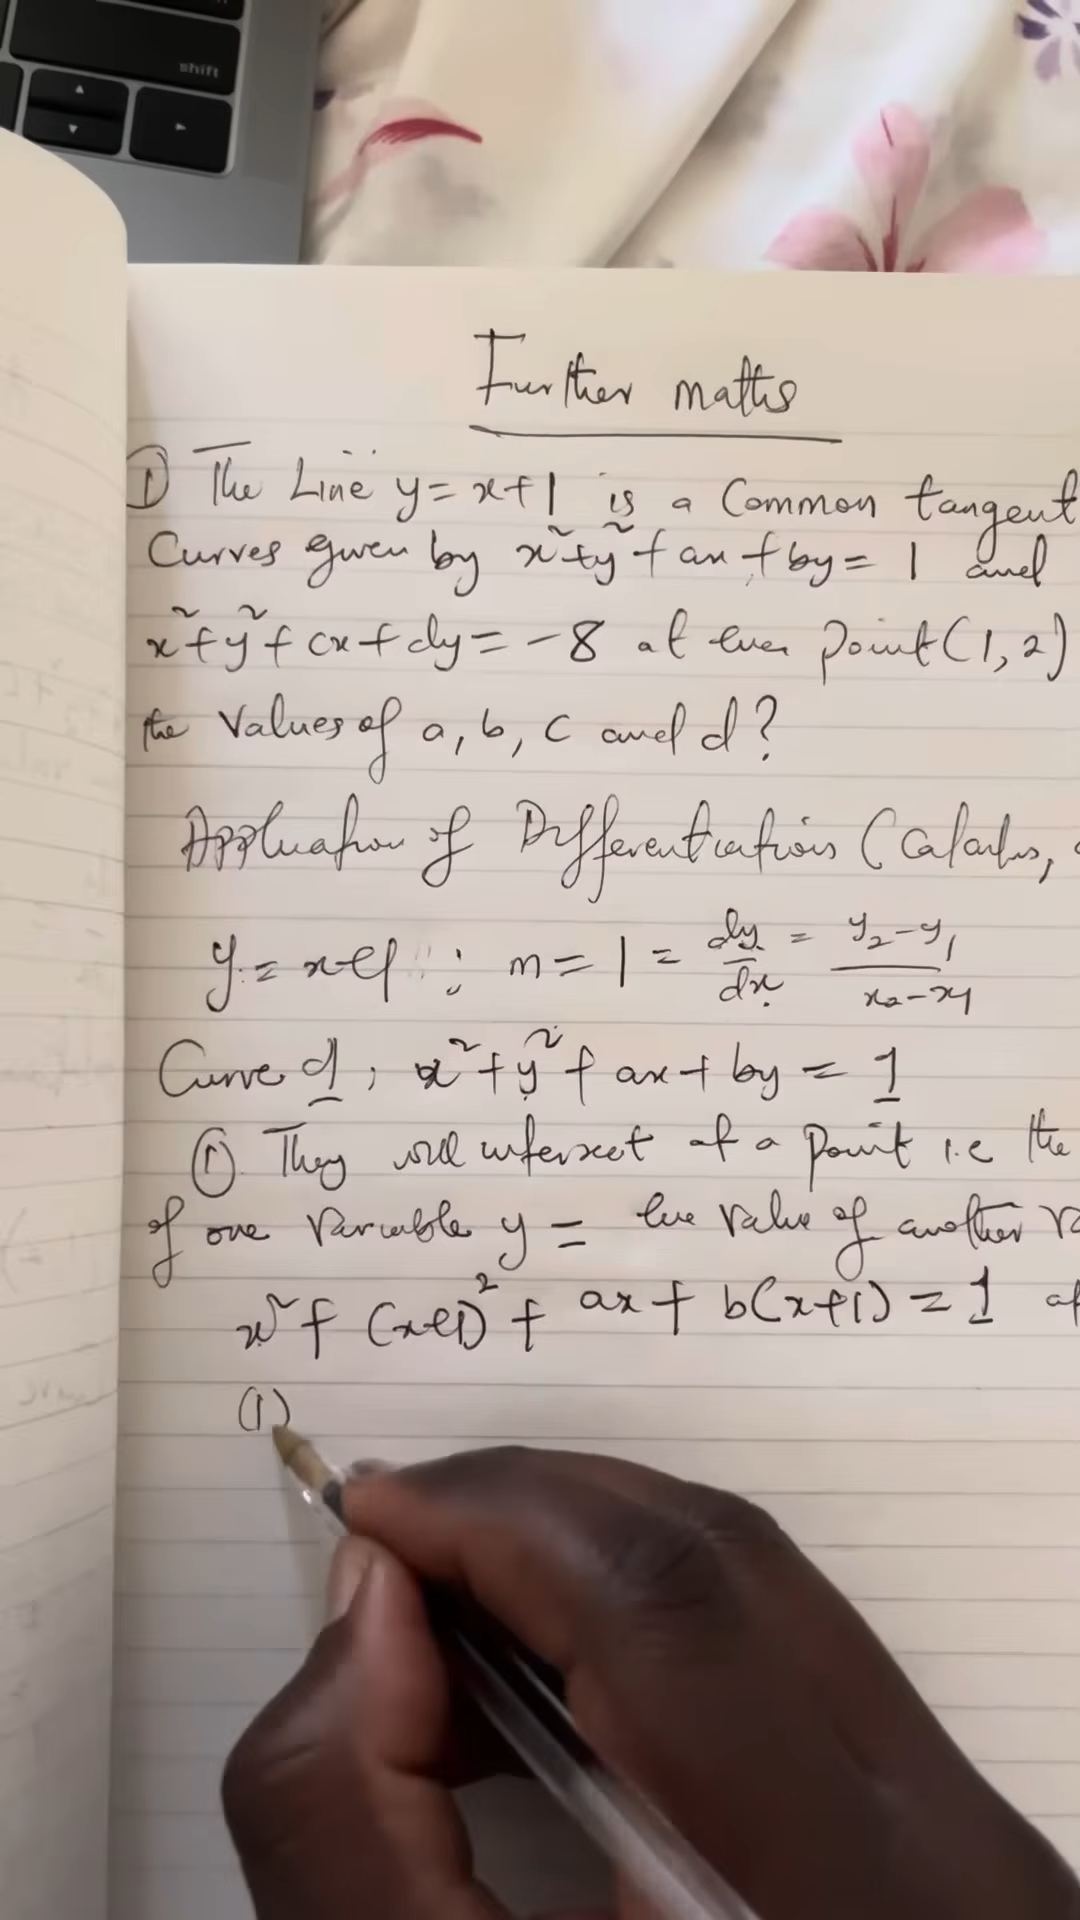 shift
Further maths
① The Line y = x+1 is a Common tangent
Curves given by x²+y²+ax+by = 1 and
x²+y²+cx+dy = -8 at the point (1,2)
the Values of a, b, c and d?
Application of Differentiation (Calculus,
y = x+1 ; m = 1 = dy/dx = y₂-y₁/x₂-x₁
Curve 1, x²+y²+ax+by = 1
① They will intersect at a point i.e the
of one Variable y = the value of another
x² + (x+1)² + ax + b(x+1) = 1
(1)